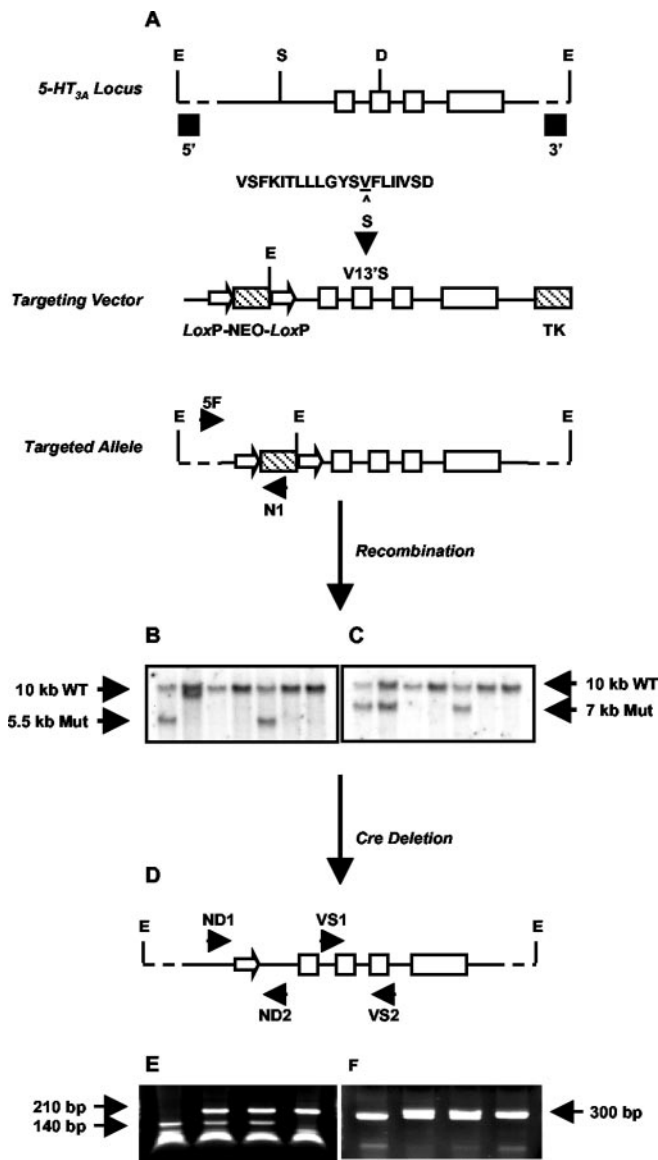 A
E S D E
5-HT3A Locus
5' 3'
VSFKITLLLGYSVFLIIVSD
^
S
E V13'S
Targeting Vector
LoxP-NEO-LoxP TK
5F
E E E
Targeted Allele
N1
Recombination
B C
10 kb WT 10 kb WT
5.5 kb Mut 7 kb Mut
Cre Deletion
D
ND1 VS1
E E
ND2 VS2
E F
210 bp 300 bp
140 bp